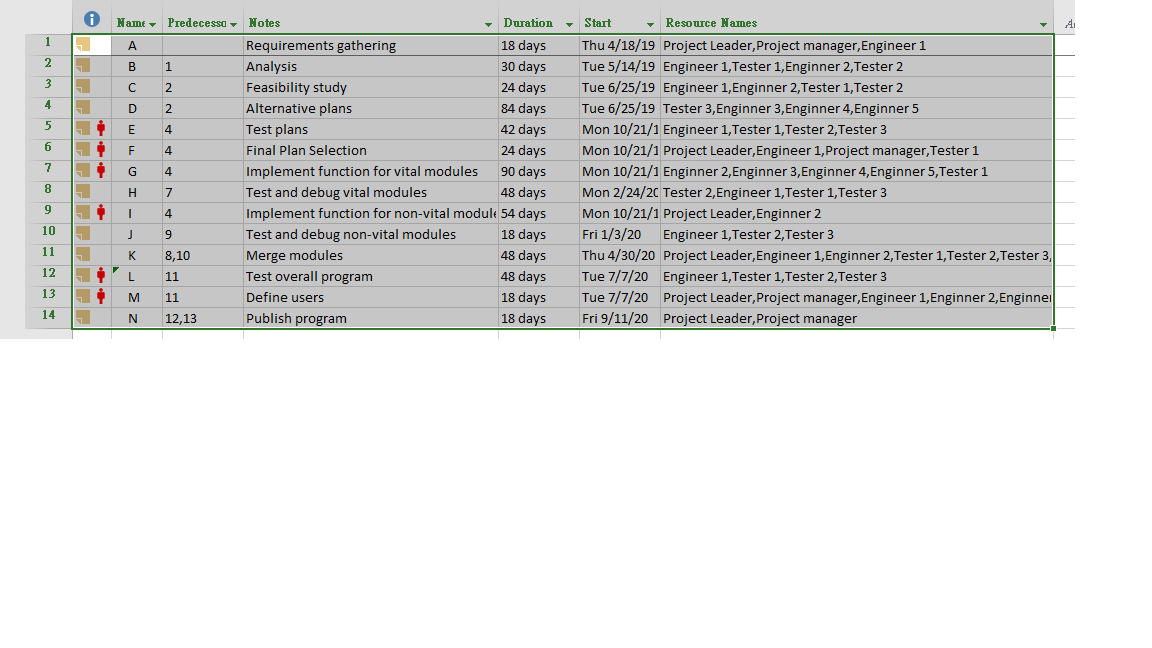 Name Predecesso Notes Duration Start Resource Names A
1 A Requirements gathering 18 days Thu 4/18/19 Project Leader,Project manager,Engineer 1
2 B 1 Analysis 30 days Tue 5/14/19 Engineer 1,Tester 1,Enginner 2,Tester 2
3 C 2 Feasibility study 24 days Tue 6/25/19 Engineer 1,Enginner 2,Tester 1,Tester 2
4 D 2 Alternative plans 84 days Tue 6/25/19 Tester 3,Enginner 3,Enginner 4,Enginner 5
5 E 4 Test plans 42 days Mon 10/21/1 Engineer 1,Tester 1,Tester 2,Tester 3
6 F 4 Final Plan Selection 24 days Mon 10/21/1 Project Leader,Engineer 1,Project manager,Tester 1
7 G 4 Implement function for vital modules 90 days Mon 10/21/1 Enginner 2,Enginner 3,Enginner 4,Enginner 5,Tester 1
8 H 7 Test and debug vital modules 48 days Mon 2/24/20 Tester 2,Engineer 1,Tester 1,Tester 3
9 I 4 Implement function for non-vital module 54 days Mon 10/21/1 Project Leader,Enginner 2
10 J 9 Test and debug non-vital modules 18 days Fri 1/3/20 Engineer 1,Tester 2,Tester 3
11 K 8,10 Merge modules 48 days Thu 4/30/20 Project Leader,Engineer 1,Enginner 2,Tester 1,Tester 2,Tester 3,
12 L 11 Test overall program 48 days Tue 7/7/20 Engineer 1,Tester 1,Tester 2,Tester 3
13 M 11 Define users 18 days Tue 7/7/20 Project Leader,Project manager,Engineer 1,Enginner 2,Enginner
14 N 12,13 Publish program 18 days Fri 9/11/20 Project Leader,Project manager